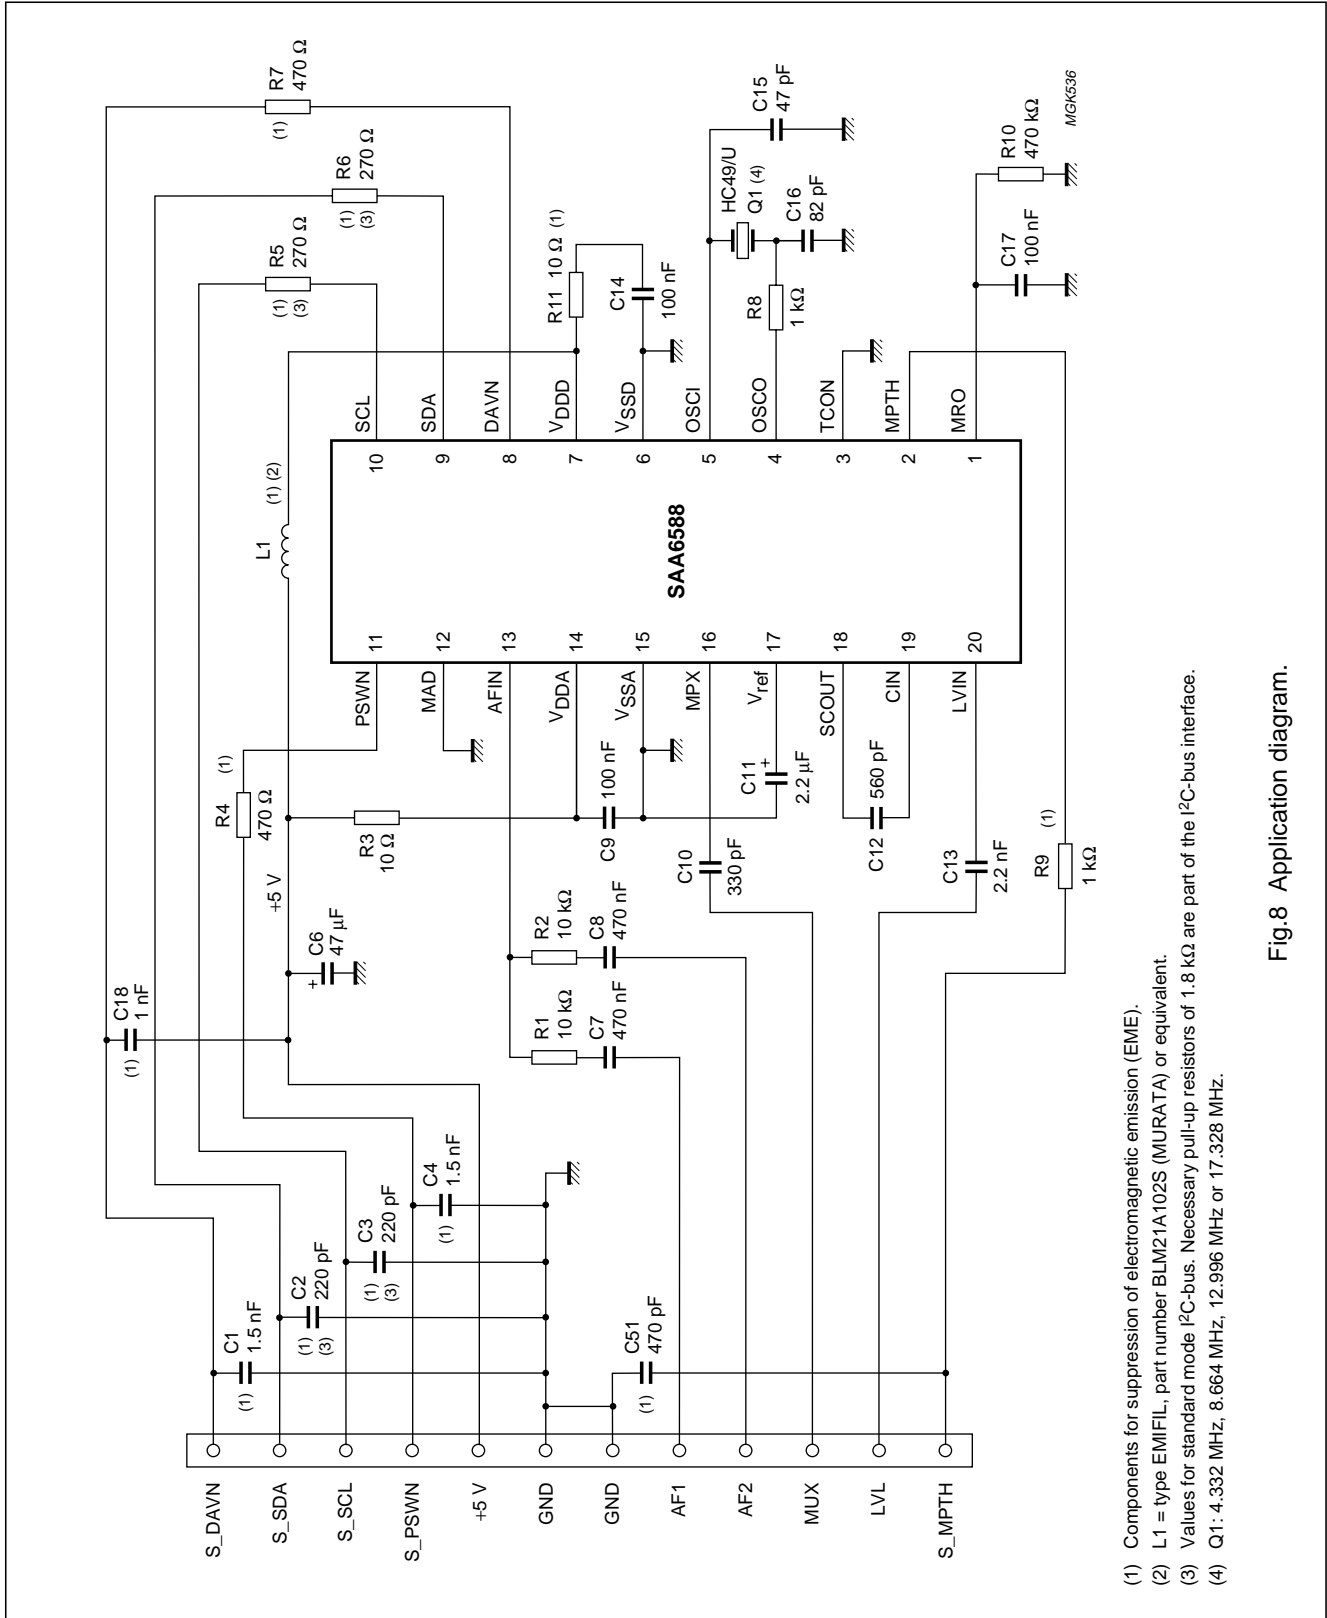 S_DAVN
S_SDA
S_SCL
S_PSWN
+5 V
GND
GND
AF1
AF2
MUX
LVL
S_MPTH
(1)
C1
1.5 nF
(1)
(3)
C2
220 pF
(1)
(3)
C3
220 pF
(1)
C4
1.5 nF
(1)
C51
470 pF
(1)
C18
1 nF
+
C6
47 µF
+5 V
R1
10 kΩ
C7
470 nF
R2
10 kΩ
C8
470 nF
R4
470 Ω
(1)
R3
10 Ω
C9
100 nF
C10
330 pF
C11
+
2.2 µF
C12
560 pF
C13
2.2 nF
R9
1 kΩ
(1)
PSWN
MAD
AFIN
VDDA
VSSA
MPX
Vref
SCOUT
CIN
LVIN
11
12
13
14
15
16
17
18
19
20
L1
(1) (2)
SAA6588
10
9
8
7
6
5
4
3
2
1
SCL
SDA
DAVN
VDDD
VSSD
OSCI
OSCO
TCON
MPTH
MRO
(1)
(3)
R5
270 Ω
(1)
(3)
R6
270 Ω
(1)
R7
470 Ω
R11
10 Ω
(1)
C14
100 nF
R8
1 kΩ
HC49/U
Q1 (4)
C16
82 pF
C15
47 pF
C17
100 nF
R10
470 kΩ
MGK536
(1) Components for suppression of electromagnetic emission (EME).
(2) L1 = type EMIFIL, part number BLM21A102S (MURATA) or equivalent.
(3) Values for standard mode I²C-bus. Necessary pull-up resistors of 1.8 kΩ are part of the I²C-bus interface.
(4) Q1: 4.332 MHz, 8.664 MHz, 12.996 MHz or 17.328 MHz.
Fig.8 Application diagram.